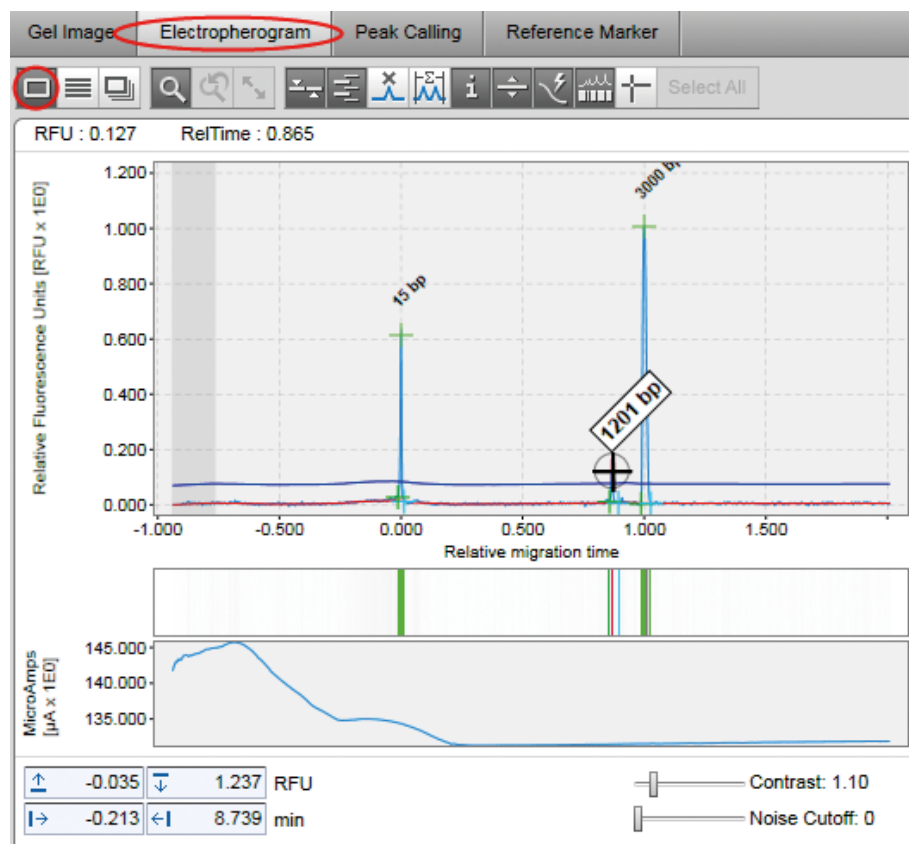 Gel Image Electropherogram Peak Calling Reference Marker
Σ i Select All
RFU : 0.127 RelTime : 0.865
Relative Fluorescence Units [RFU x 1E0]
1.200
1.000
0.800
0.600
0.400
0.200
0.000
15 bp
3000 bp
1201 bp
-1.000 -0.500 0.000 0.500 1.000 1.500
Relative migration time
MicroAmps
[µA x 1E0]
145.000
140.000
135.000
-0.035 1.237 RFU Contrast: 1.10
-0.213 8.739 min Noise Cutoff: 0